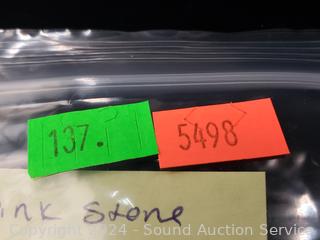 137.
5498
ink Stone
Copyright 2024 - Sound Auction Service